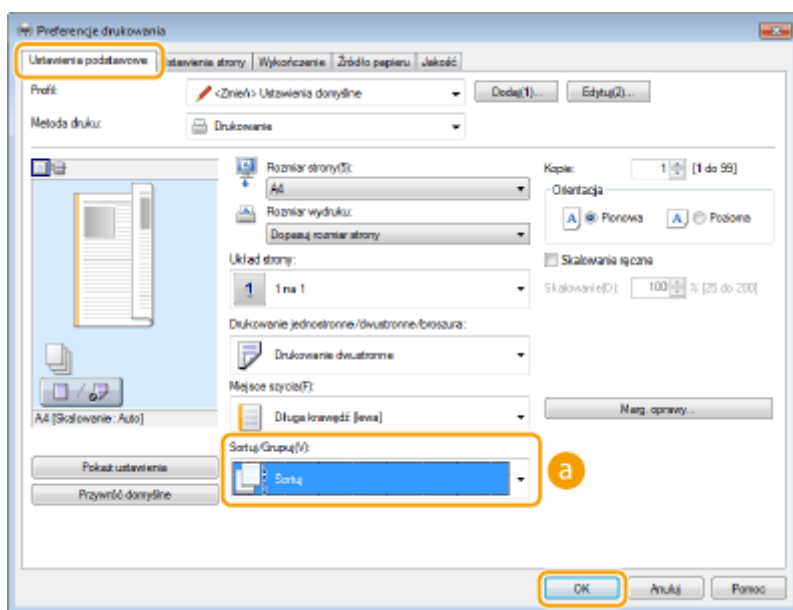 Preferencje drukowania
Ustawienia podstawowe
stawienia strony
Wykończenie
Źródło papieru
Jakość
Profil:
<Zmień> Ustawienia domyślne
Dodaj(1)...
Edytuj(2)...
Metoda druku:
Drukowanie
Rozmiar strony(5):
A4
Kopie:
1
[1 do 99]
Orientacja
A
Pionowa
A
Pozioma
Rozmiar wydruku:
Dopasuj rozmiar strony
Układ strony:
1
1 na 1
Skalowanie ręczne
Skalowanie(D):
100
% [25 do 200]
Drukowanie jednostronne/dwustronne/broszura:
Drukowanie dwustronne
Miejsce szycia(F):
Długa krawędź [lewa]
Marg. oprawy...
A4 [Skalowanie: Auto]
Sortuj/Grupuj(V):
Sortuj
a
Pokaż ustawienia
Przywróć domyślne
OK
Anuluj
Pomoc